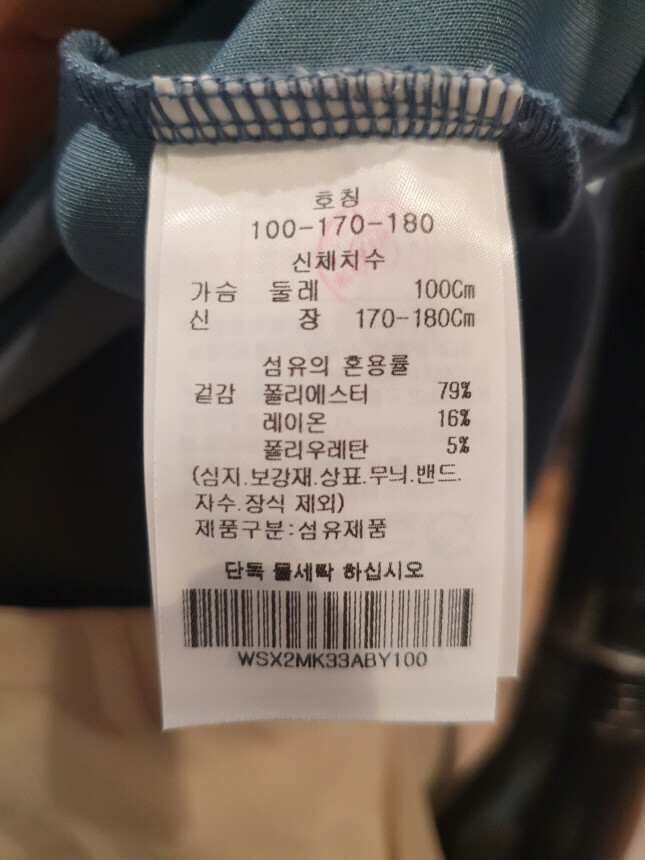 호칭
100-170-180
신체치수
가슴 둘레 100Cm
신 장 170-180Cm
섬유의 혼용률
겉감 폴리에스터 79%
레이온 16%
폴리우레탄 5%
(심지.보강재.상표.무늬.밴드.
자수.장식 제외)
제품구분:섬유제품
단독 물세탁 하십시오
WSX2MK33ABY100